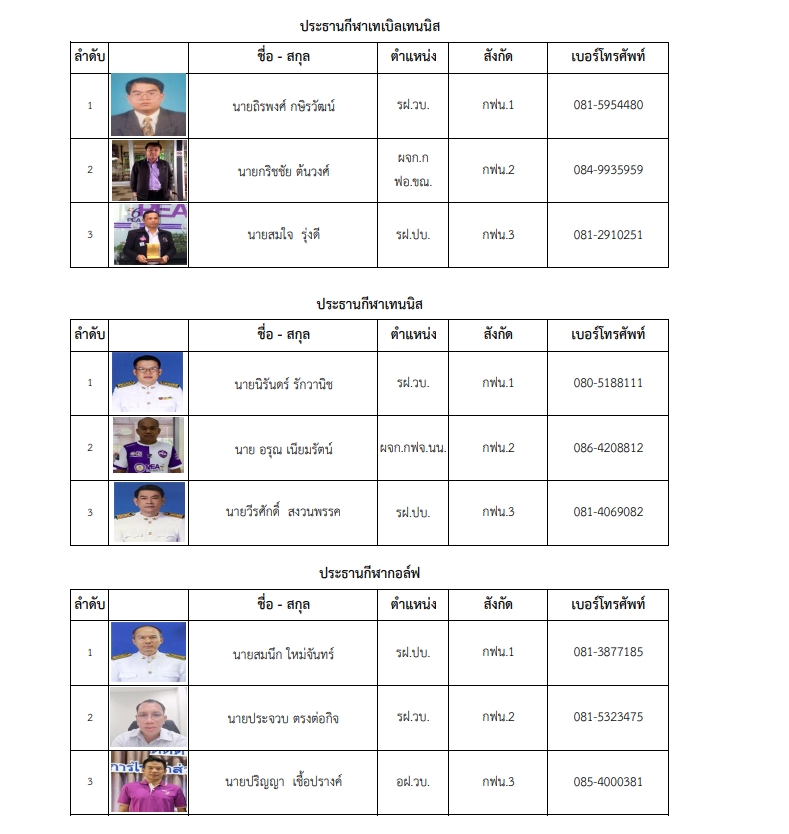 ประธานกีฬาเทเบิลเทนนิส
ลำดับ ชื่อ - สกุล ตำแหน่ง สังกัด เบอร์โทรศัพท์
1 นายถิรพงศ์ กษิรวัฒน์ รฝ.วบ. กฟน.1 081-5954480
2 นายกริชชัย ต้นวงศ์ ผจก.ก ฟอ.ขณ. กฟน.2 084-9935959
3 นายสมใจ รุ่งดี รฝ.ปบ. กฟน.3 081-2910251
ประธานกีฬาเทนนิส
ลำดับ ชื่อ - สกุล ตำแหน่ง สังกัด เบอร์โทรศัพท์
1 นายนิรันดร์ รักวานิช รฝ.วบ. กฟน.1 080-5188111
2 นาย อรุณ เนียมรัตน์ ผจก.กฟจ.นน. กฟน.2 086-4208812
3 นายวีรศักดิ์ สงวนพรรค รฝ.ปบ. กฟน.3 081-4069082
ประธานกีฬากอล์ฟ
ลำดับ ชื่อ - สกุล ตำแหน่ง สังกัด เบอร์โทรศัพท์
1 นายสมนึก ใหม่จันทร์ รฝ.ปบ. กฟน.1 081-3877185
2 นายประจวบ ตรงต่อกิจ รฝ.วบ. กฟน.2 081-5323475
3 นายปริญญา เชื้อปรางค์ อฝ.วบ. กฟน.3 085-4000381